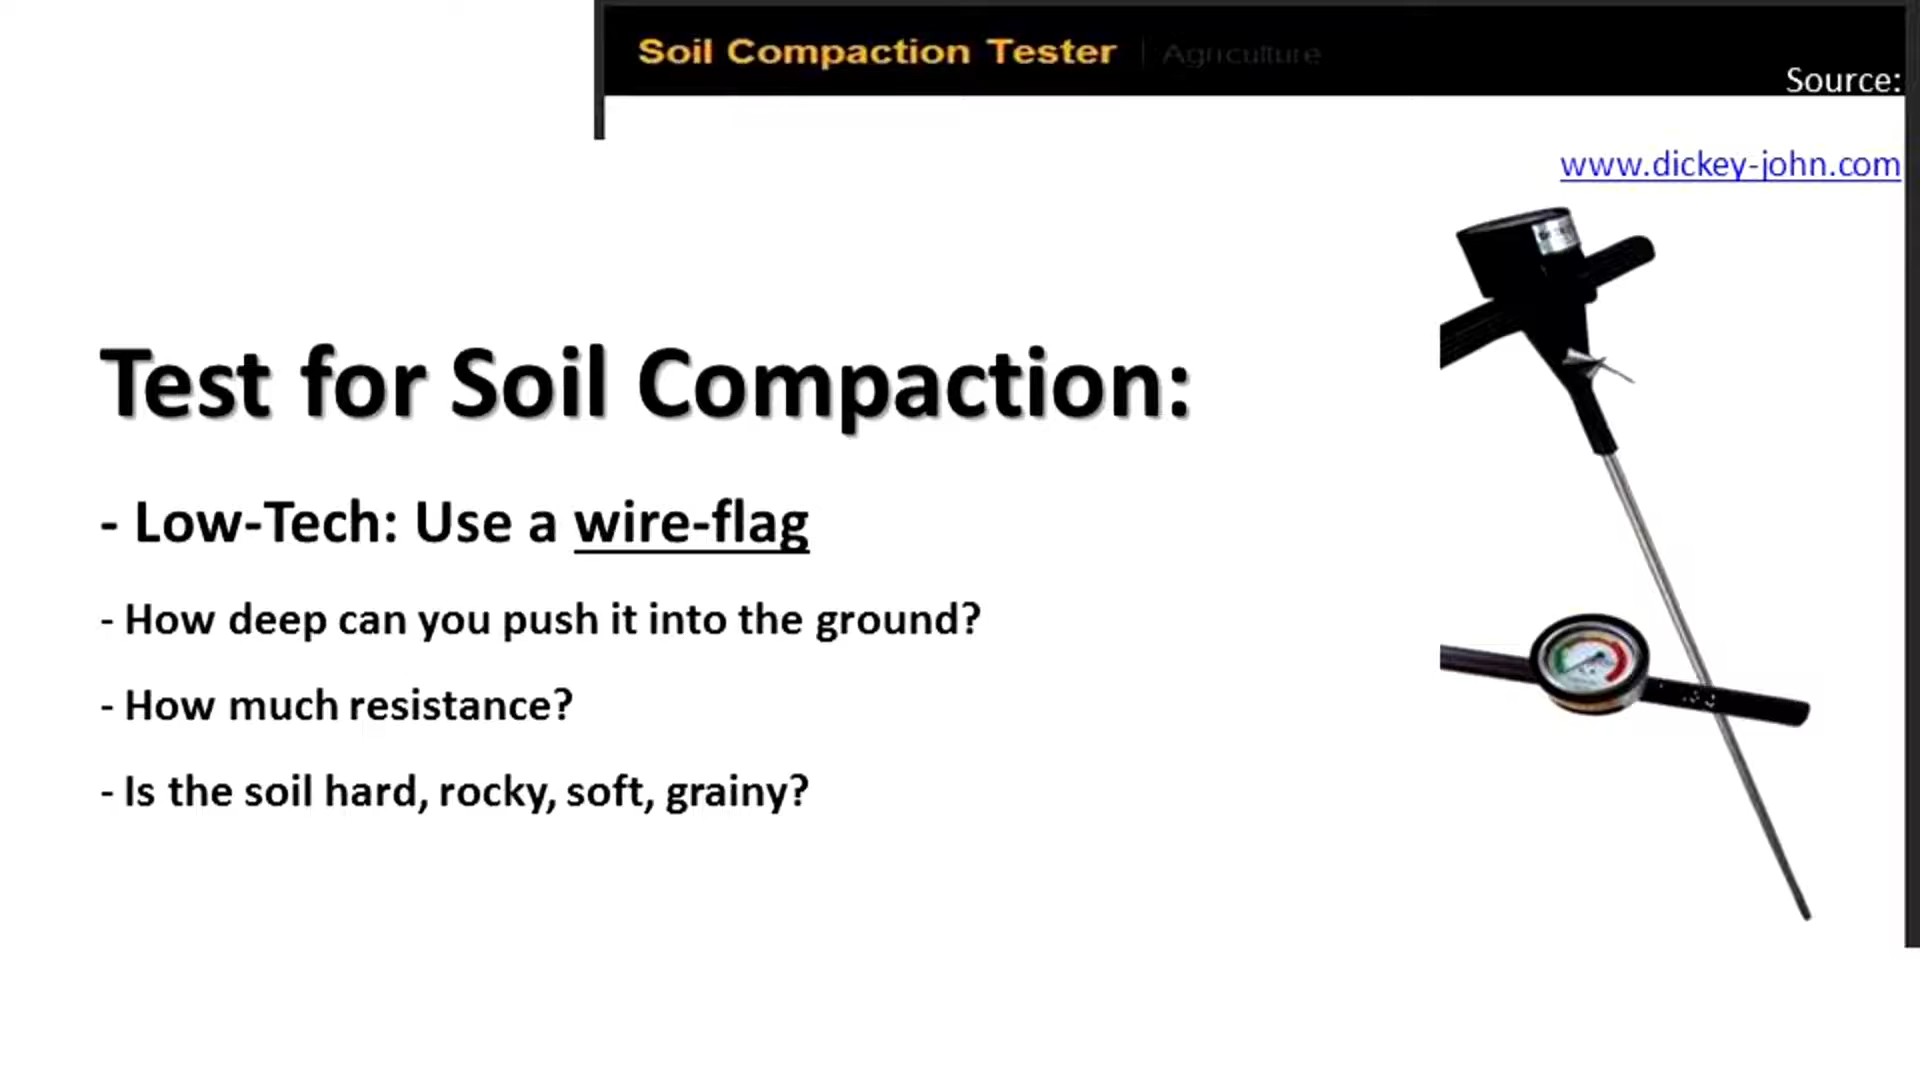 Soil Compaction Tester | Agriculture
Source:
www.dickey-john.com
Test for Soil Compaction:
- Low-Tech: Use a wire-flag
- How deep can you push it into the ground?
- How much resistance?
- Is the soil hard, rocky, soft, grainy?